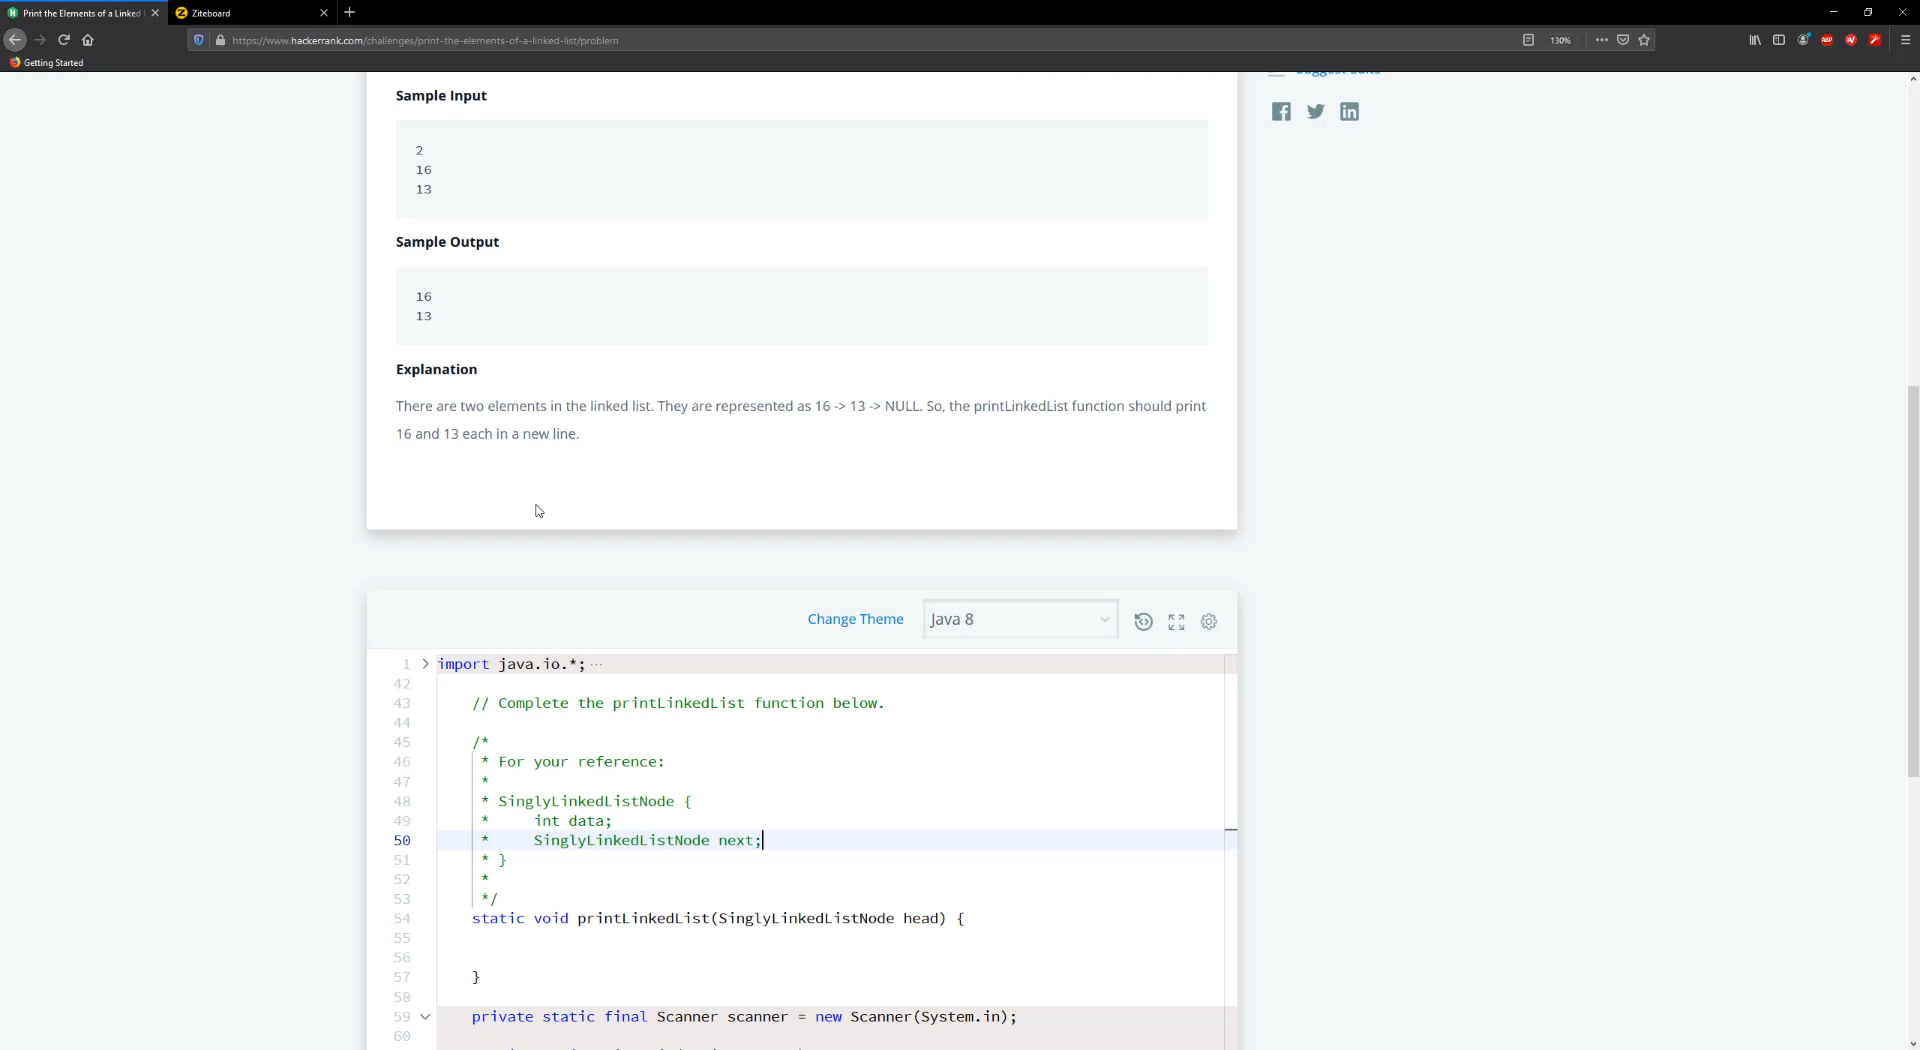 Print the Elements of a Linked
Ziteboard
https://www.hackerrank.com/challenges/print-the-elements-of-a-linked-list/problem
130%
ABP
Getting Started
Sample Input
2
16
13
Sample Output
16
13
Explanation
There are two elements in the linked list. They are represented as 16 -> 13 -> NULL. So, the printLinkedList function should print
16 and 13 each in a new line.
Change Theme
Java 8
1 import java.io.*; ···
42
43 // Complete the printLinkedList function below.
44
45 /*
46 * For your reference:
47 *
48 * SinglyLinkedListNode {
49 * int data;
50 * SinglyLinkedListNode next;
51 * }
52 *
53 */
54 static void printLinkedList(SinglyLinkedListNode head) {
55
56
57 }
58
59 private static final Scanner scanner = new Scanner(System.in);
60